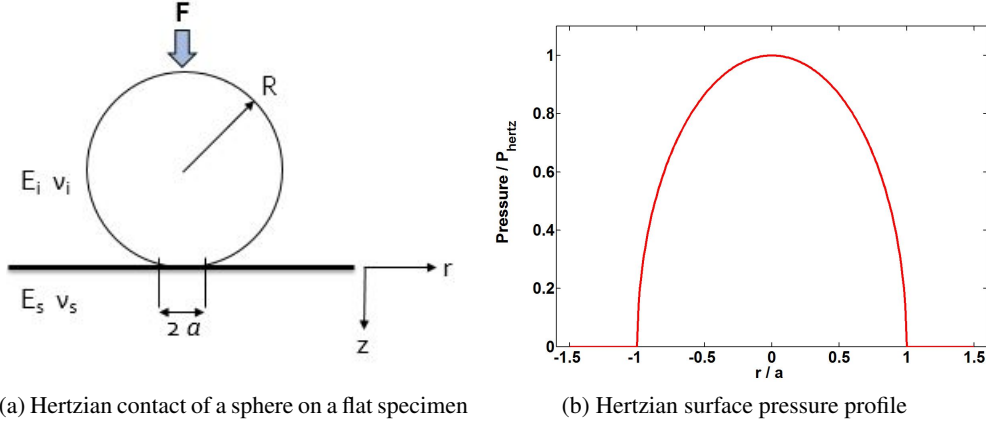 F
R
Eᵢ νᵢ
r
Eₛ νₛ
2 a
z
(a) Hertzian contact of a sphere on a flat specimen
Pressure / P_hertz
1
0.8
0.6
0.4
0.2
0
-1.5 -1 -0.5 0 0.5 1 1.5
r / a
(b) Hertzian surface pressure profile